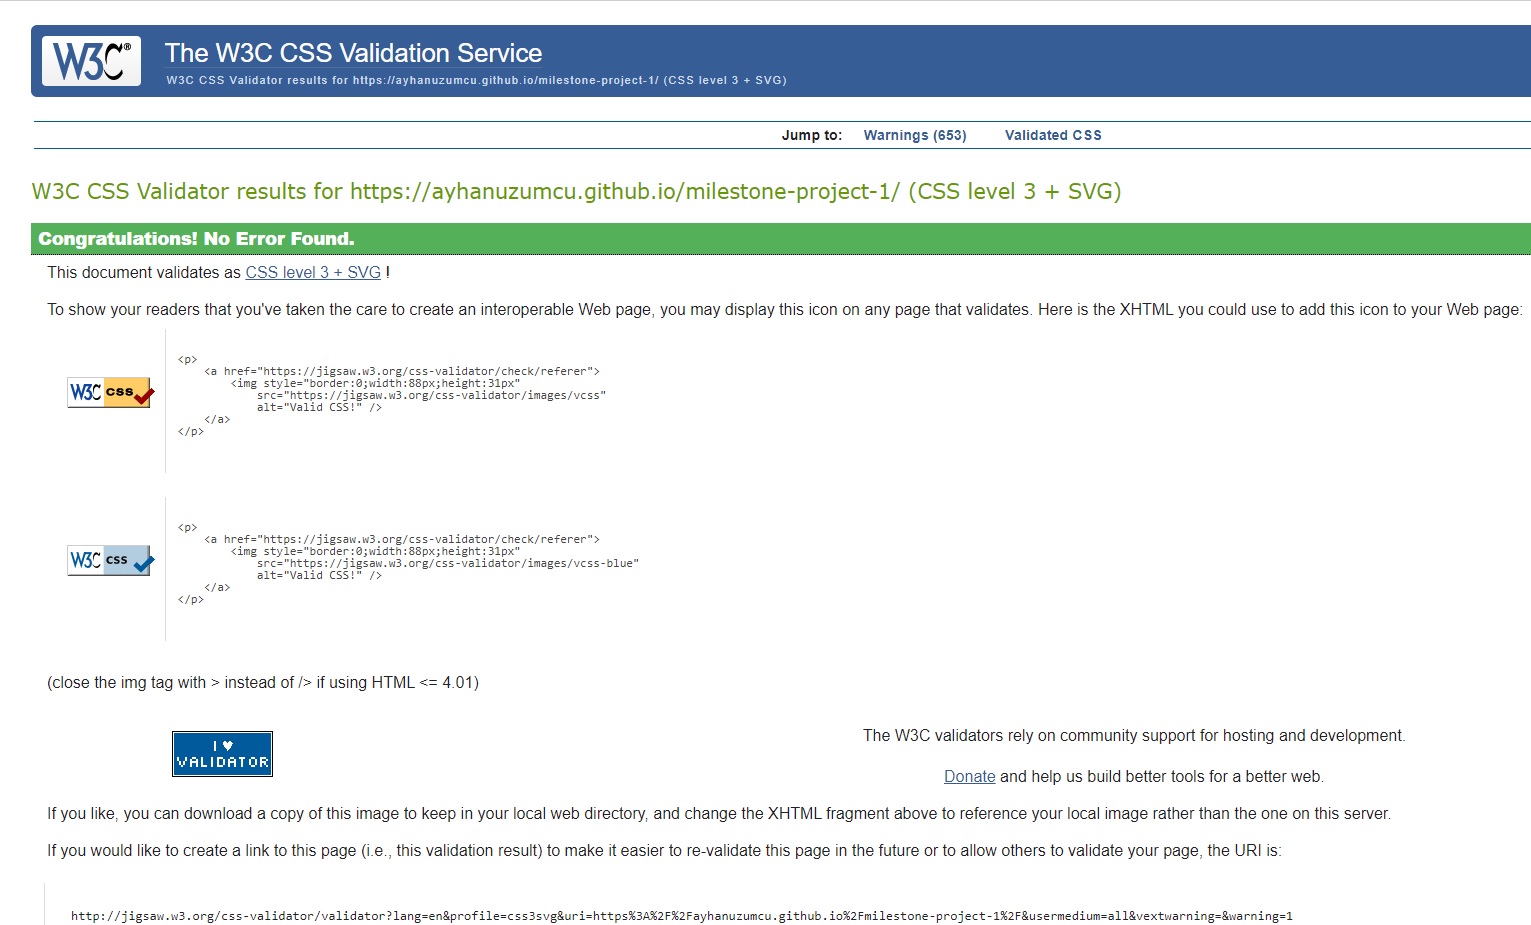 W3C®
The W3C CSS Validation Service
W3C CSS Validator results for https://ayhanuzumcu.github.io/milestone-project-1/ (CSS level 3 + SVG)
Jump to: Warnings (653) Validated CSS
W3C CSS Validator results for https://ayhanuzumcu.github.io/milestone-project-1/ (CSS level 3 + SVG)
Congratulations! No Error Found.
This document validates as CSS level 3 + SVG !
To show your readers that you've taken the care to create an interoperable Web page, you may display this icon on any page that validates. Here is the XHTML you could use to add this icon to your Web page:
W3C css
<p>
<a href="https://jigsaw.w3.org/css-validator/check/referer">
<img style="border:0;width:88px;height:31px"
src="https://jigsaw.w3.org/css-validator/images/vcss"
alt="Valid CSS!" />
</a>
</p>
W3C css
<p>
<a href="https://jigsaw.w3.org/css-validator/check/referer">
<img style="border:0;width:88px;height:31px"
src="https://jigsaw.w3.org/css-validator/images/vcss-blue"
alt="Valid CSS!" />
</a>
</p>
(close the img tag with > instead of /> if using HTML <= 4.01)
I ♥
VALIDATOR
The W3C validators rely on community support for hosting and development.
Donate and help us build better tools for a better web.
If you like, you can download a copy of this image to keep in your local web directory, and change the XHTML fragment above to reference your local image rather than the one on this server.
If you would like to create a link to this page (i.e., this validation result) to make it easier to re-validate this page in the future or to allow others to validate your page, the URI is:
http://jigsaw.w3.org/css-validator/validator?lang=en&profile=css3svg&uri=https%3A%2F%2Fayhanuzumcu.github.io%2Fmilestone-project-1%2F&usermedium=all&vextwarning=&warning=1